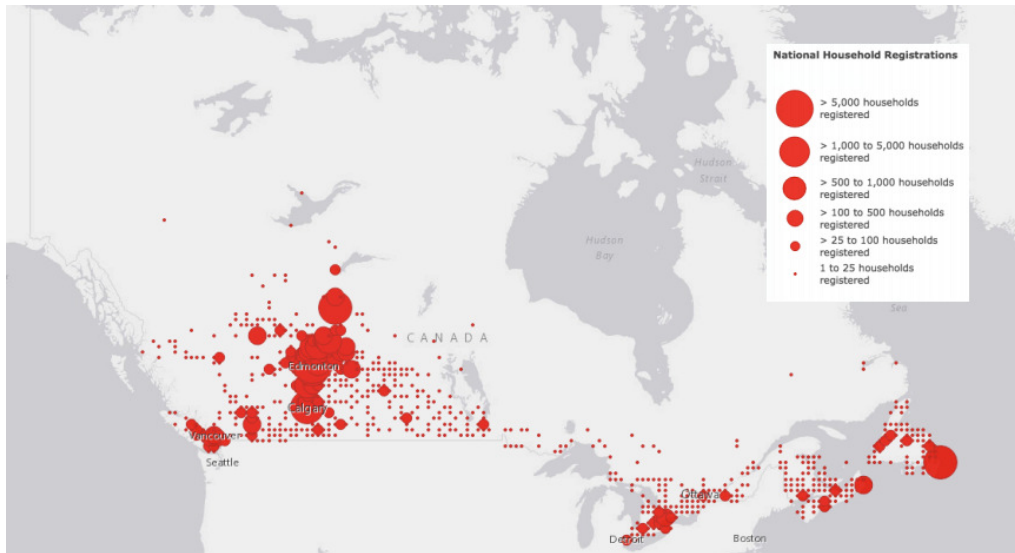 National Household Registrations
> 5,000 households
registered
> 1,000 to 5,000 households
registered
> 500 to 1,000 households
registered
> 100 to 500 households
registered
> 25 to 100 households
registered
1 to 25 households
registered
Hudson
Strait
Hudson
Bay
Sea
CANADA
Edmonton
Calgary
Vancouver
Seattle
Ottawa
Detroit
Boston